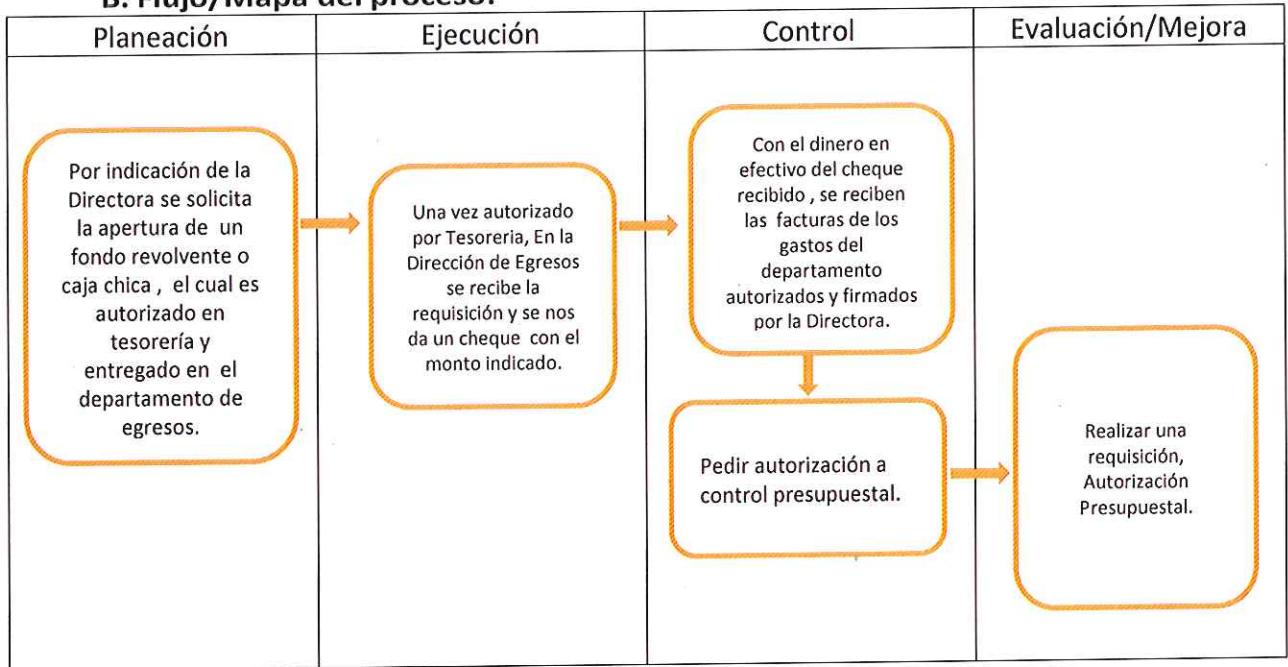 B. Flujo/Mapa del proceso:
Planeación
Ejecución
Control
Evaluación/Mejora
Por indicación de la
Directora se solicita
la apertura de un
fondo revolvente o
caja chica , el cual es
autorizado en
tesorería y
entregado en el
departamento de
egresos.
Una vez autorizado
por Tesoreria, En la
Dirección de Egresos
se recibe la
requisición y se nos
da un cheque con el
monto indicado.
Con el dinero en
efectivo del cheque
recibido , se reciben
las facturas de los
gastos del
departamento
autorizados y firmados
por la Directora.
Pedir autorización a
control presupuestal.
Realizar una
requisición,
Autorización
Presupuestal.